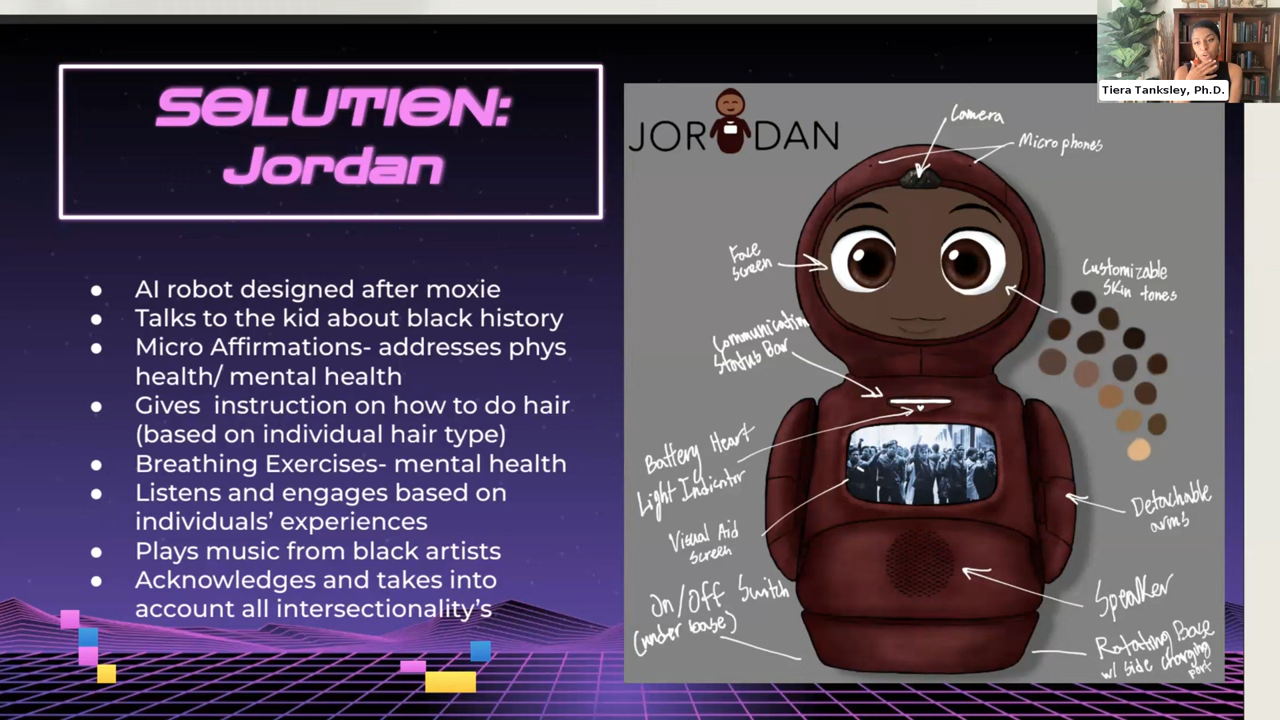 Tiera Tanksley, Ph.D.
SOLUTION:
Jordan
● AI robot designed after moxie
● Talks to the kid about black history
● Micro Affirmations- addresses phys
health/ mental health
● Gives instruction on how to do hair
(based on individual hair type)
● Breathing Exercises- mental health
● Listens and engages based on
individuals’ experiences
● Plays music from black artists
● Acknowledges and takes into
account all intersectionality’s
JORDAN
Camera
Microphones
Face
screen
Customizable
Skin tones
Communication
Status Bar
Battery Heart
Light Indicator
Visual Aid
screen
Detachable
arms
On/Off Switch
(under base)
Speaker
Rotating Base
w/ side charging
port